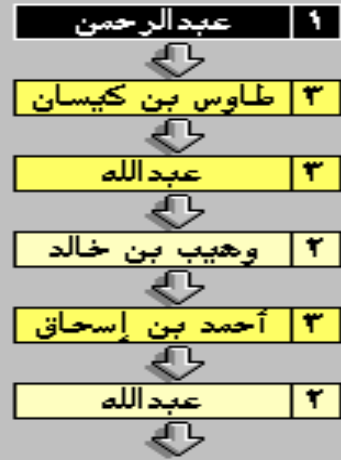 ١ عبدالرحمن
٣ طاوس بن كيسان
٣ عبدالله
٢ وهيب بن خالد
٣ أحمد بن إسحاق
٢ عبدالله